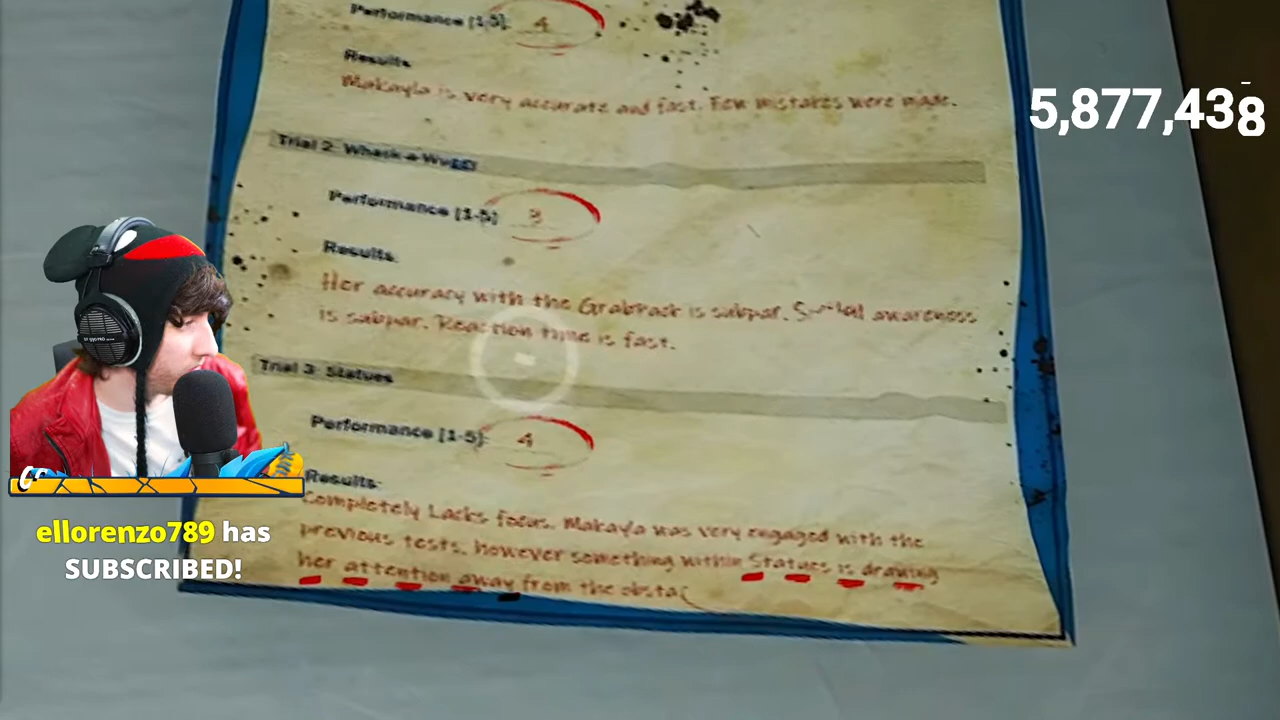 Performance [1-5]: 4
5,877,438
Results
Makayla is very accurate and fast. Few mistakes were made.
Trial 2: Whack-a-Wuggy
Performance [1-5] 3
Results
Her accuracy with the Grabpack is subpar. awareness
is subpar. Reaction time is fast.
Trial 3: Statues
Performance [1-5]: 4
Results:
Completely Lacks focus. Makayla was very engaged with the
previous tests, however something within Statues is drawing
her attention away from the obstac
ellorenzo789 has
SUBSCRIBED!